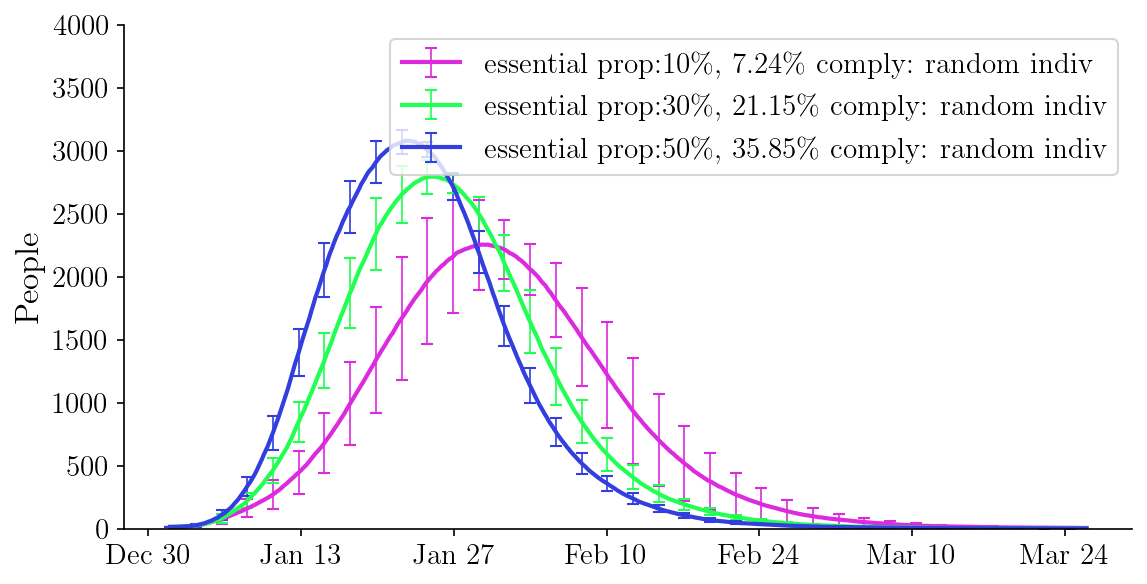 4000
3500
3000
2500
2000
1500
1000
500
0
People
essential prop:10%, 7.24% comply: random indiv
essential prop:30%, 21.15% comply: random indiv
essential prop:50%, 35.85% comply: random indiv
Dec 30 Jan 13 Jan 27 Feb 10 Feb 24 Mar 10 Mar 24